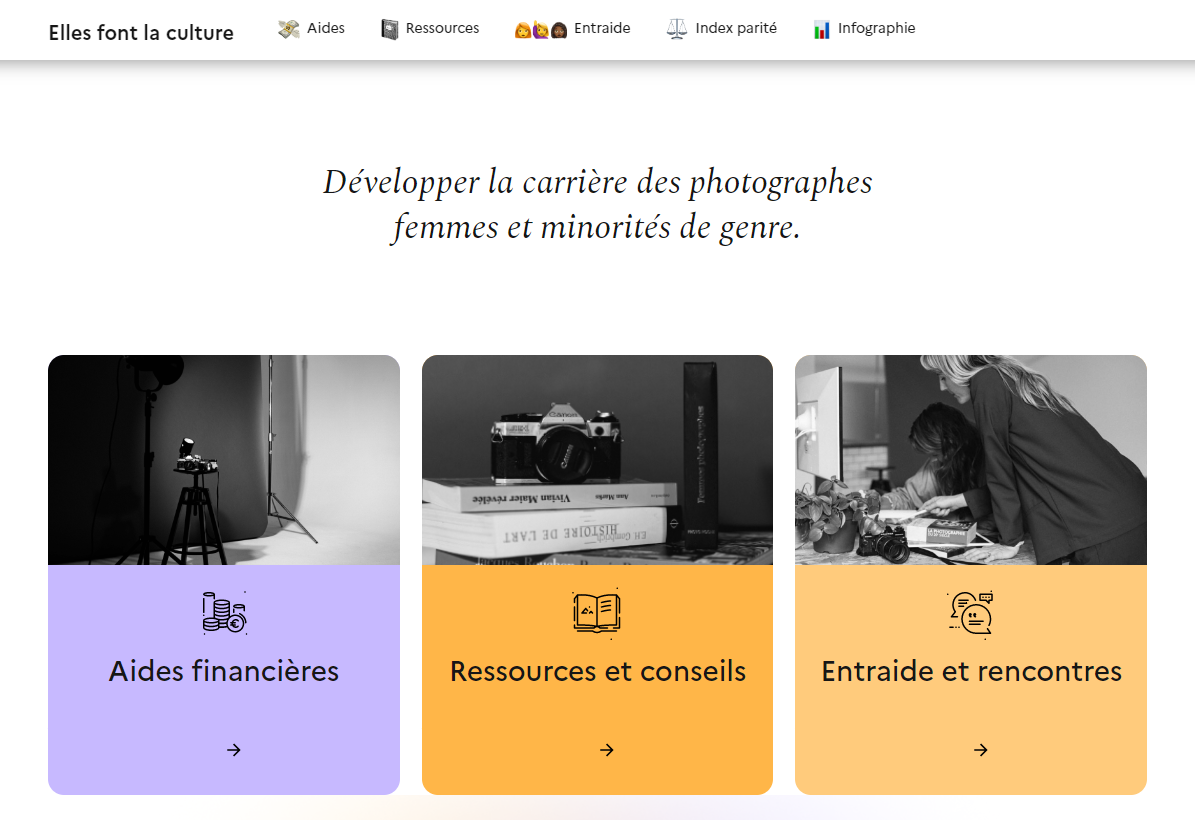 Elles font la culture
Aides
Ressources
Entraide
Index parité
Infographie
Développer la carrière des photographes
femmes et minorités de genre.
Canon
Canon
Femmes photographes
Ann Marks Vivian Maier révélée
E.H. Gombrich HISTOIRE DE L'ART
Aides financières
Ressources et conseils
Entraide et rencontres